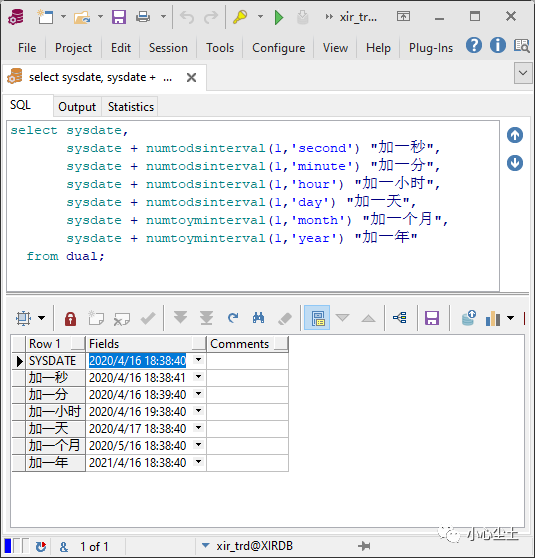 xir_tr...
File Project Edit Session Tools Configure View Help Plug-Ins
select sysdate, sysdate + ...
SQL Output Statistics
select sysdate,
sysdate + numtodsinterval(1,'second') "加一秒",
sysdate + numtodsinterval(1,'minute') "加一分",
sysdate + numtodsinterval(1,'hour') "加一小时",
sysdate + numtodsinterval(1,'day') "加一天",
sysdate + numtoyminterval(1,'month') "加一个月",
sysdate + numtoyminterval(1,'year') "加一年"
from dual;
Row 1 Fields Comments
SYSDATE 2020/4/16 18:38:40
加一秒 2020/4/16 18:38:41
加一分 2020/4/16 18:39:40
加一小时 2020/4/16 19:38:40
加一天 2020/4/17 18:38:40
加一个月 2020/5/16 18:38:40
加一年 2021/4/16 18:38:40
小心尘土
& 1 of 1 xir_trd@XIRDB